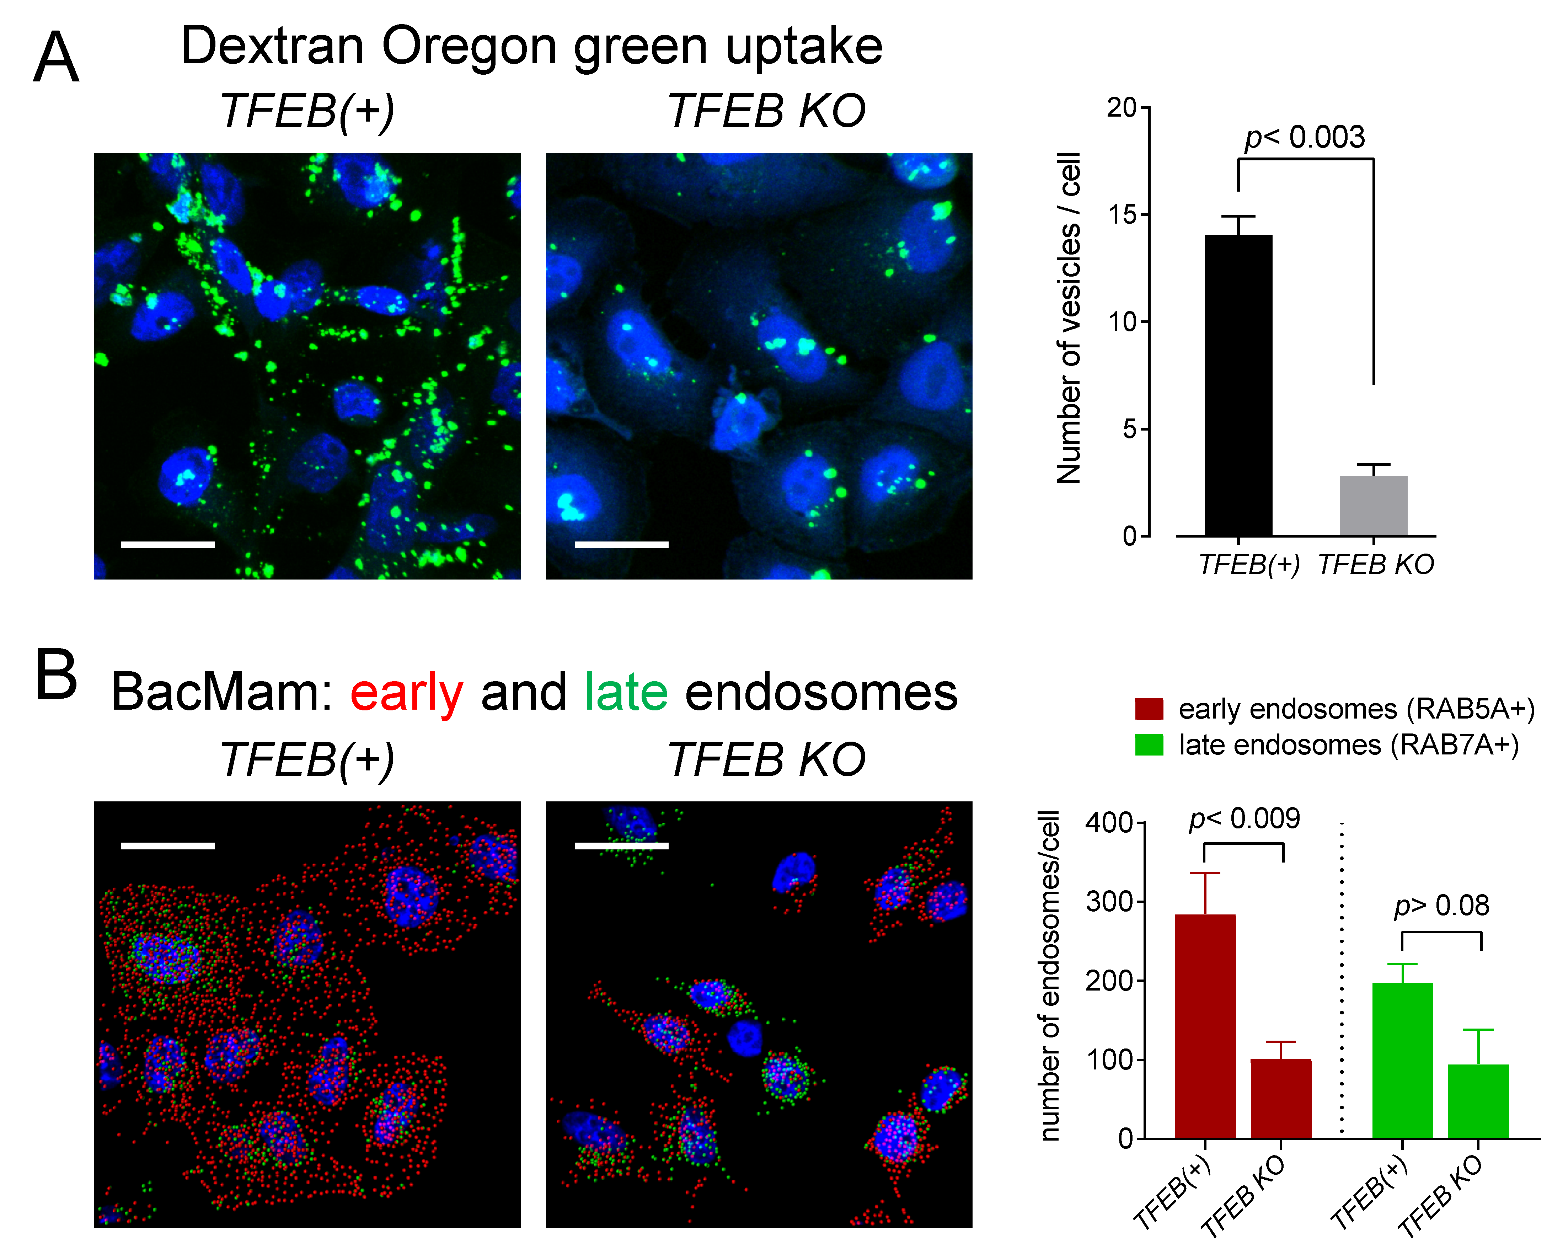 A
Dextran Oregon green uptake
TFEB(+)
TFEB KO
Number of vesicles / cell
20
15
10
5
0
p< 0.003
TFEB(+)
TFEB KO
B
BacMam: early and late endosomes
TFEB(+)
TFEB KO
early endosomes (RAB5A+)
late endosomes (RAB7A+)
number of endosomes/cell
400
300
200
100
0
p< 0.009
p> 0.08
TFEB(+)
TFEB KO
TFEB(+)
TFEB KO